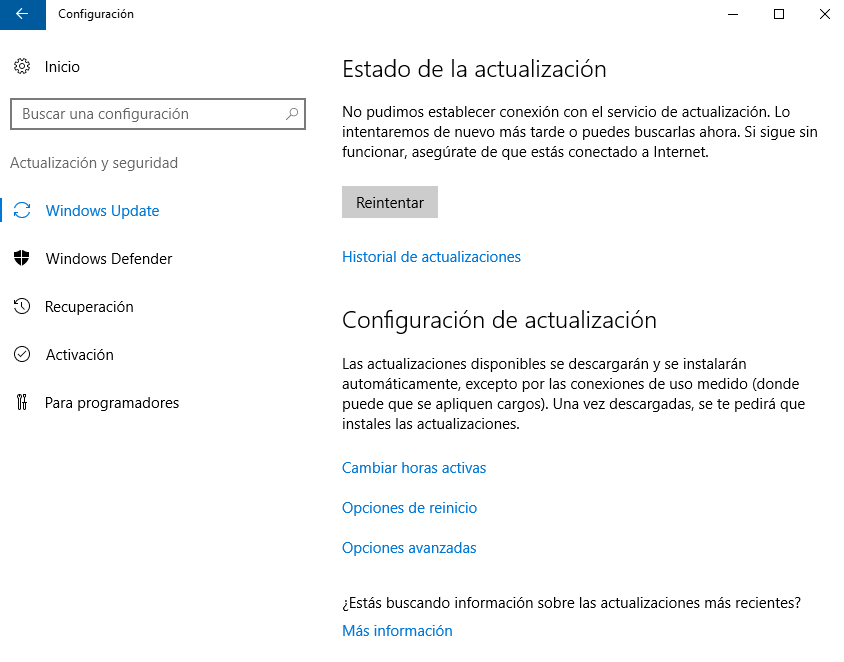 Configuración
Inicio
Buscar una configuración
Actualización y seguridad
Windows Update
Windows Defender
Recuperación
Activación
Para programadores
Estado de la actualización
No pudimos establecer conexión con el servicio de actualización. Lo
intentaremos de nuevo más tarde o puedes buscarlas ahora. Si sigue sin
funcionar, asegúrate de que estás conectado a Internet.
Reintentar
Historial de actualizaciones
Configuración de actualización
Las actualizaciones disponibles se descargarán y se instalarán
automáticamente, excepto por las conexiones de uso medido (donde
puede que se apliquen cargos). Una vez descargadas, se te pedirá que
instales las actualizaciones.
Cambiar horas activas
Opciones de reinicio
Opciones avanzadas
¿Estás buscando información sobre las actualizaciones más recientes?
Más información